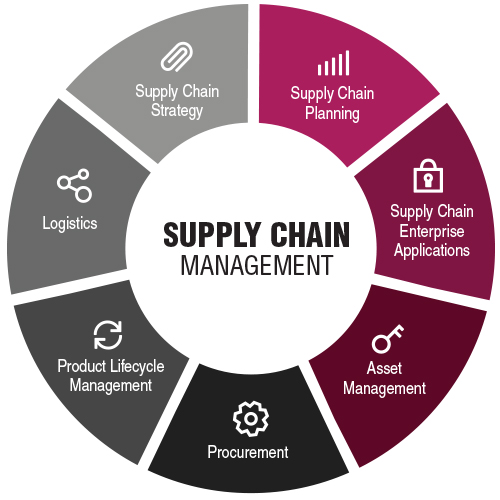 Supply Chain
Strategy
Supply Chain
Planning
Supply Chain
Enterprise
Applications
Asset
Management
Procurement
Product Lifecycle
Management
Logistics
SUPPLY CHAIN
MANAGEMENT